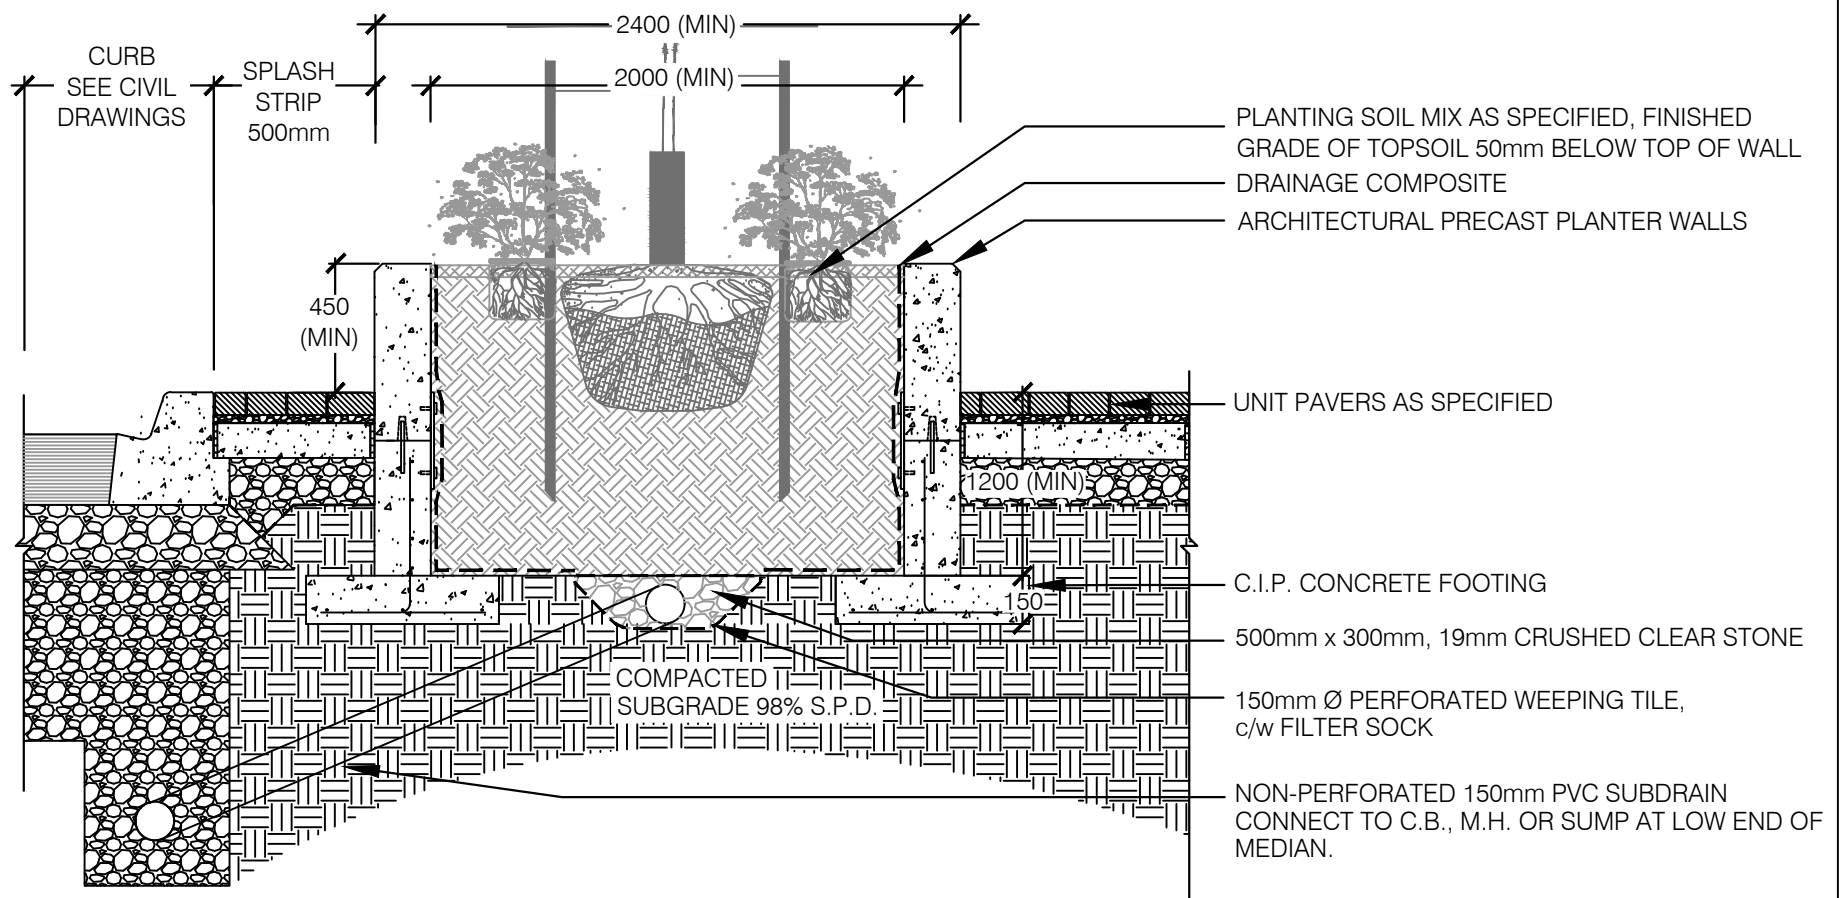 2400 (MIN)
CURB
SEE CIVIL
DRAWINGS
SPLASH
STRIP
500mm
2000 (MIN)
PLANTING SOIL MIX AS SPECIFIED, FINISHED
GRADE OF TOPSOIL 50mm BELOW TOP OF WALL
DRAINAGE COMPOSITE
ARCHITECTURAL PRECAST PLANTER WALLS
450
(MIN)
UNIT PAVERS AS SPECIFIED
1200 (MIN)
C.I.P. CONCRETE FOOTING
150
500mm x 300mm, 19mm CRUSHED CLEAR STONE
COMPACTED
SUBGRADE 98% S.P.D.
150mm Ø PERFORATED WEEPING TILE,
c/w FILTER SOCK
NON-PERFORATED 150mm PVC SUBDRAIN
CONNECT TO C.B., M.H. OR SUMP AT LOW END OF
MEDIAN.